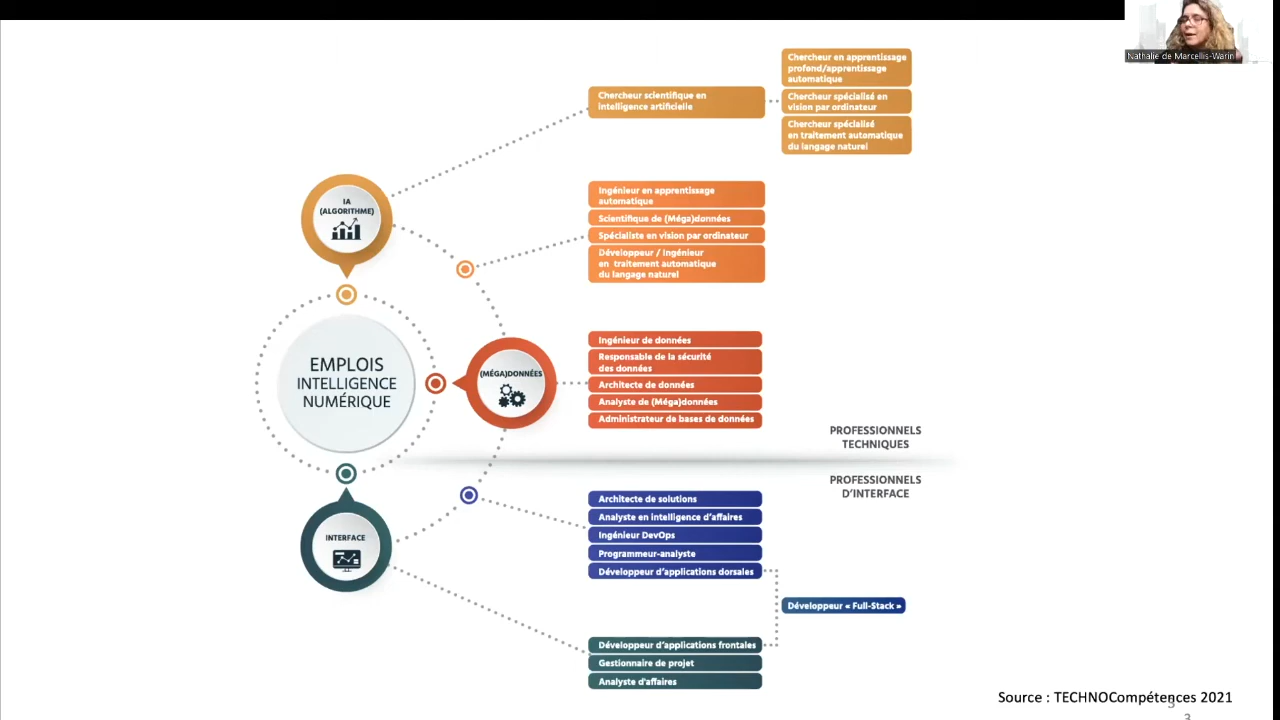 Nathalie de Marcellis-Warin
Chercheur en apprentissage
profond/apprentissage
automatique
Chercheur scientifique en
intelligence artificielle
Chercheur spécialisé en
vision par ordinateur
Chercheur spécialisé
en traitement automatique
du langage naturel
IA
(ALGORITHME)
Ingénieur en apprentissage
automatique
Scientifique de (Méga)données
Spécialiste en vision par ordinateur
Développeur / Ingénieur
en traitement automatique
du langage naturel
EMPLOIS
INTELLIGENCE
NUMÉRIQUE
(MÉGA)DONNÉES
Ingénieur de données
Responsable de la sécurité
des données
Architecte de données
Analyste de (Méga)données
Administrateur de bases de données
PROFESSIONNELS
TECHNIQUES
PROFESSIONNELS
D'INTERFACE
INTERFACE
Architecte de solutions
Analyste en intelligence d'affaires
Ingénieur DevOps
Programmeur-analyste
Développeur d'applications dorsales
Développeur « Full-Stack »
Développeur d'applications frontales
Gestionnaire de projet
Analyste d'affaires
Source : TECHNOCompétences 2021
3
3